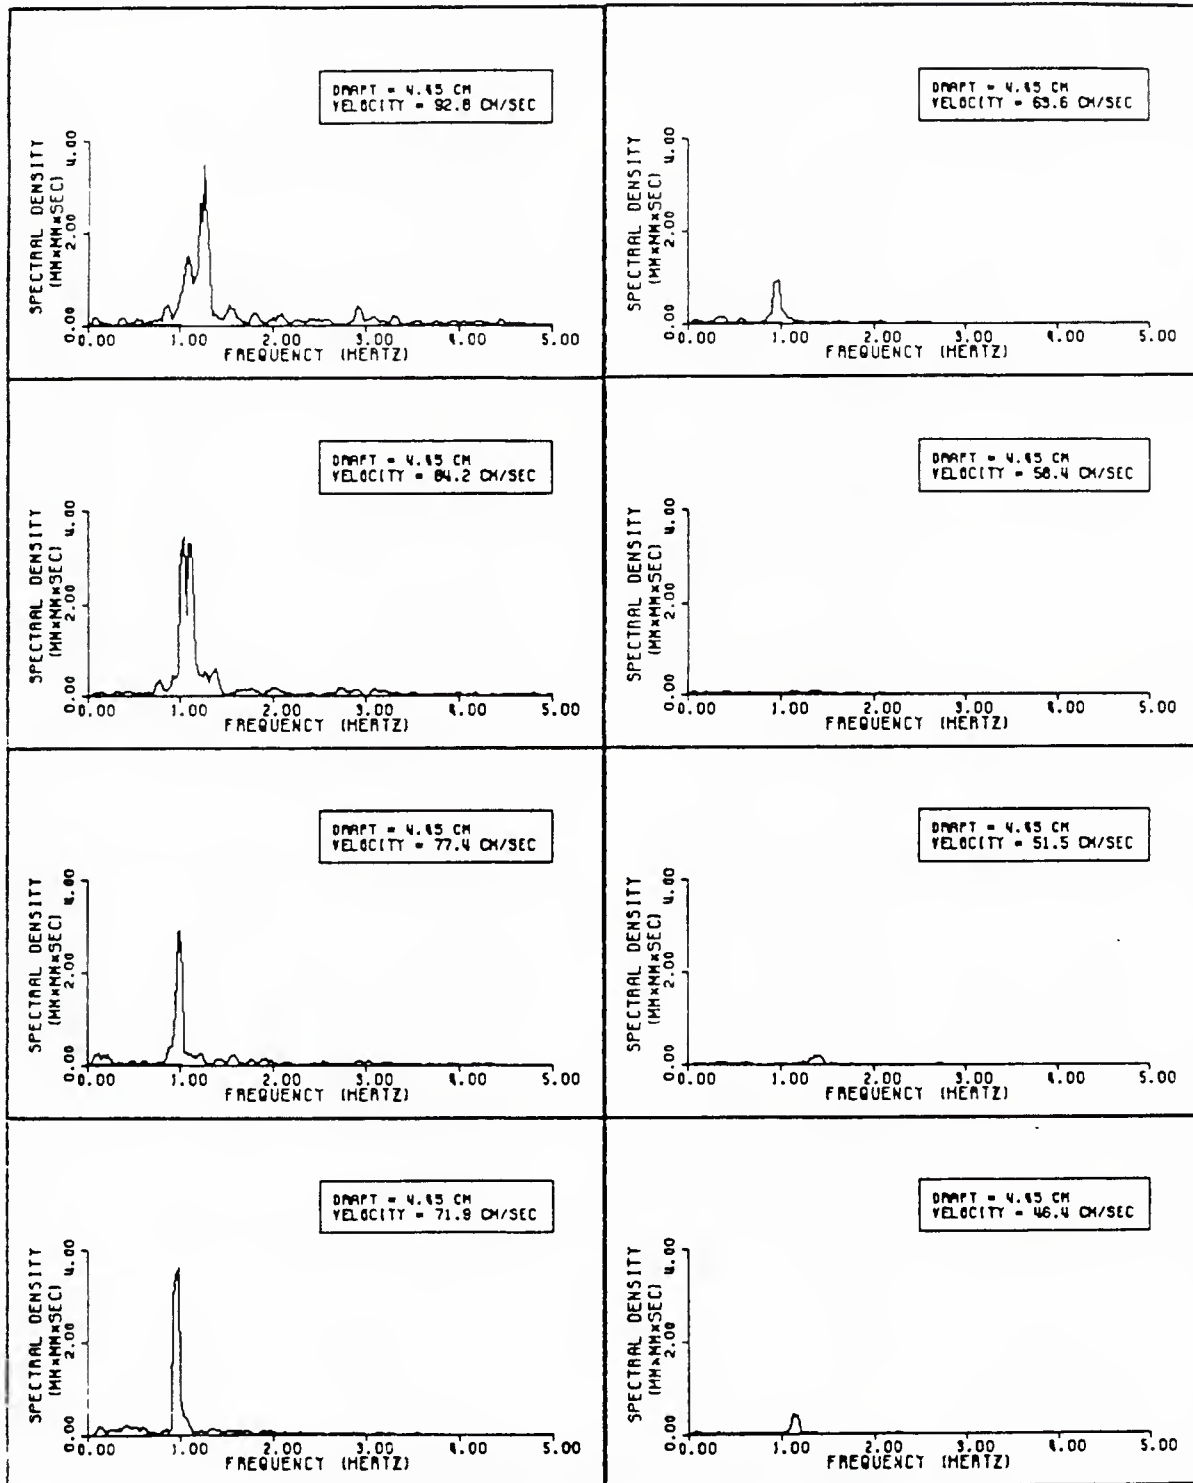 DRAFT = 4.45 CM
VELOCITY = 92.8 CM/SEC
SPECTRAL DENSITY
(MM*MM*SEC)
0.00 2.00 4.00
0.00 1.00 2.00 3.00 4.00 5.00
FREQUENCY (HERTZ)
DRAFT = 4.45 CM
VELOCITY = 63.6 CM/SEC
SPECTRAL DENSITY
(MM*MM*SEC)
0.00 2.00 4.00
0.00 1.00 2.00 3.00 4.00 5.00
FREQUENCY (HERTZ)
DRAFT = 4.45 CM
VELOCITY = 84.2 CM/SEC
SPECTRAL DENSITY
(MM*MM*SEC)
0.00 2.00 4.00
0.00 1.00 2.00 3.00 4.00 5.00
FREQUENCY (HERTZ)
DRAFT = 4.45 CM
VELOCITY = 58.4 CM/SEC
SPECTRAL DENSITY
(MM*MM*SEC)
0.00 2.00 4.00
0.00 1.00 2.00 3.00 4.00 5.00
FREQUENCY (HERTZ)
DRAFT = 4.45 CM
VELOCITY = 77.4 CM/SEC
SPECTRAL DENSITY
(MM*MM*SEC)
0.00 2.00 4.00
0.00 1.00 2.00 3.00 4.00 5.00
FREQUENCY (HERTZ)
DRAFT = 4.45 CM
VELOCITY = 51.5 CM/SEC
SPECTRAL DENSITY
(MM*MM*SEC)
0.00 2.00 4.00
0.00 1.00 2.00 3.00 4.00 5.00
FREQUENCY (HERTZ)
DRAFT = 4.45 CM
VELOCITY = 71.9 CM/SEC
SPECTRAL DENSITY
(MM*MM*SEC)
0.00 2.00 4.00
0.00 1.00 2.00 3.00 4.00 5.00
FREQUENCY (HERTZ)
DRAFT = 4.45 CM
VELOCITY = 46.4 CM/SEC
SPECTRAL DENSITY
(MM*MM*SEC)
0.00 2.00 4.00
0.00 1.00 2.00 3.00 4.00 5.00
FREQUENCY (HERTZ)